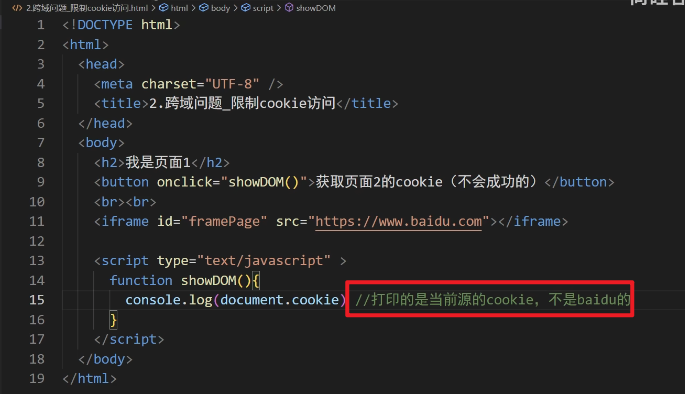 2.跨域问题_限制cookie访问.html > html > body > script > showDOM
1 <!DOCTYPE html>
2 <html>
3 <head>
4 <meta charset="UTF-8" />
5 <title>2.跨域问题_限制cookie访问</title>
6 </head>
7 <body>
8 <h2>我是页面1</h2>
9 <button onclick="showDOM()">获取页面2的cookie（不会成功的）</button>
10 <br><br>
11 <iframe id="framePage" src="https://www.baidu.com"></iframe>
12
13 <script type="text/javascript" >
14 function showDOM(){
15 console.log(document.cookie) //打印的是当前源的cookie，不是baidu的
16 }
17 </script>
18 </body>
19 </html>